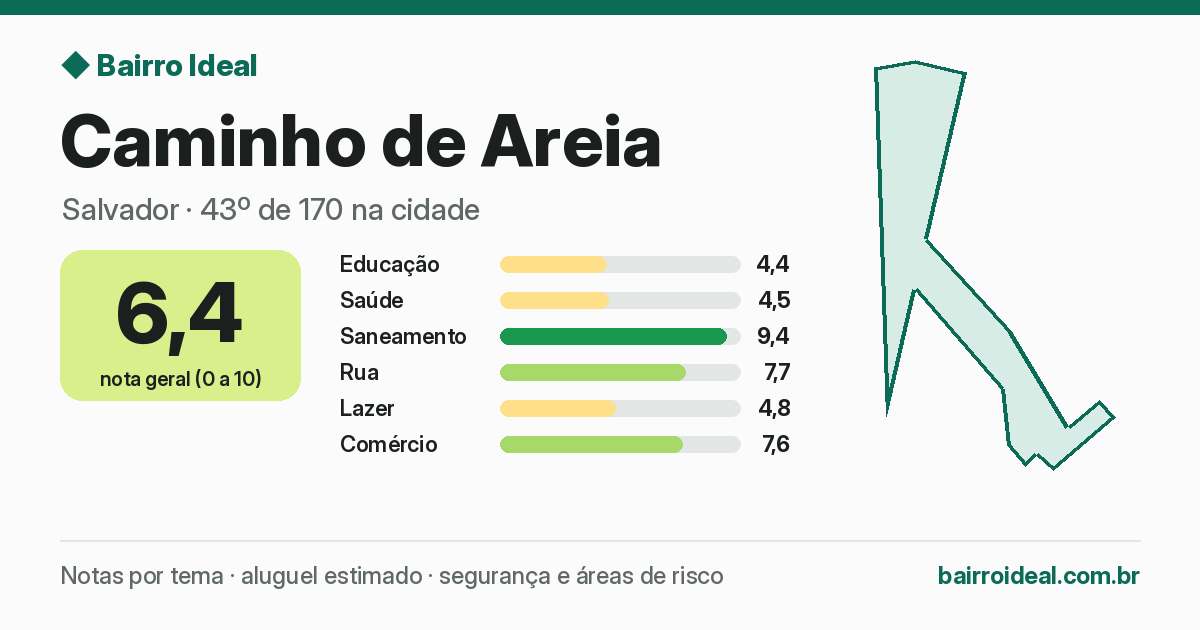 Bairro Ideal
Caminho de Areia
Salvador · 43º de 170 na cidade
6,4
nota geral (0 a 10)
Educação 4,4
Saúde 4,5
Saneamento 9,4
Rua 7,7
Lazer 4,8
Comércio 7,6
Notas por tema · aluguel estimado · segurança e áreas de risco
bairroideal.com.br